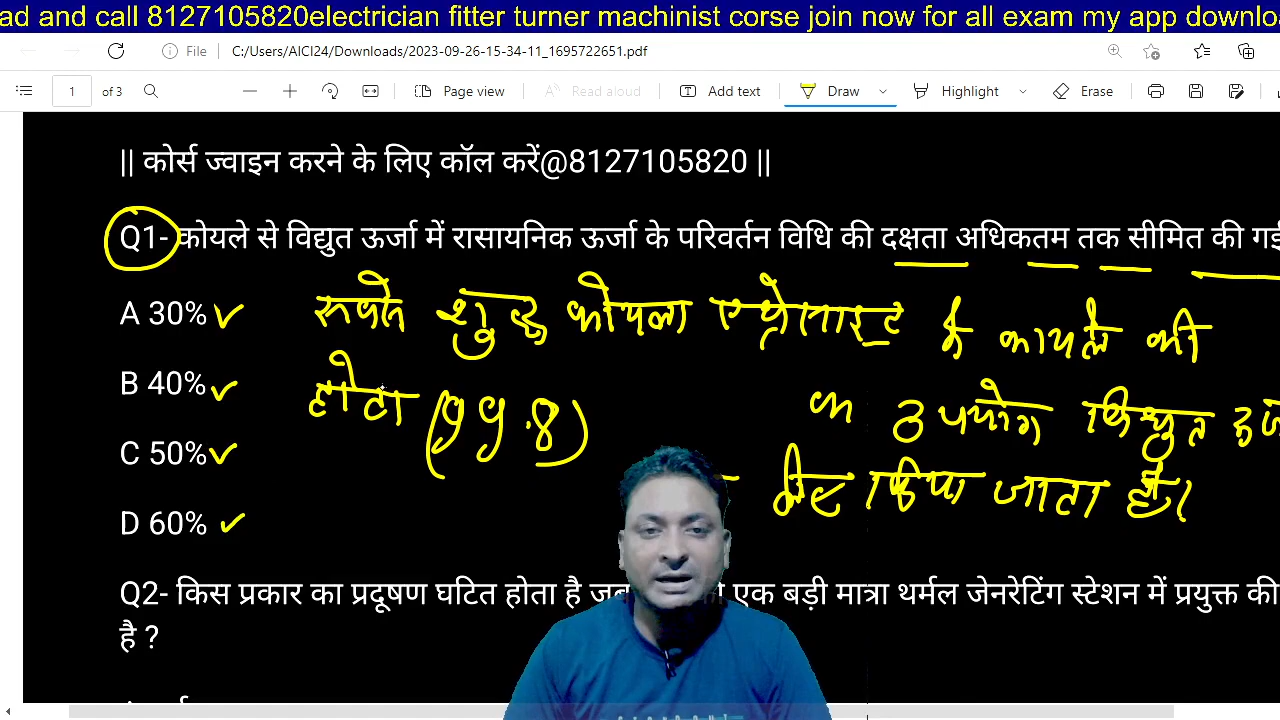 ad and call 8127105820electrician fitter turner machinist corse join now for all exam my app downlo
File C:/Users/AICI24/Downloads/2023-09-26-15-34-11_1695722651.pdf
1 of 3 Page view Read aloud Add text Draw Highlight Erase
|| कोर्स ज्वाइन करने के लिए कॉल करें@8127105820 ||
Q1- कोयले से विद्युत ऊर्जा में रासायनिक ऊर्जा के परिवर्तन विधि की दक्षता अधिकतम तक सीमित की गई
A 30%
शुद्ध कोयला के कोयले की
B 40%
होता (99.8) का उपयोग विधुत
C 50%
किया जाता है।
D 60%
Q2- किस प्रकार का प्रदूषण घटित होता है एक बड़ी मात्रा थर्मल जेनरेटिंग स्टेशन में प्रयुक्त की
है ?